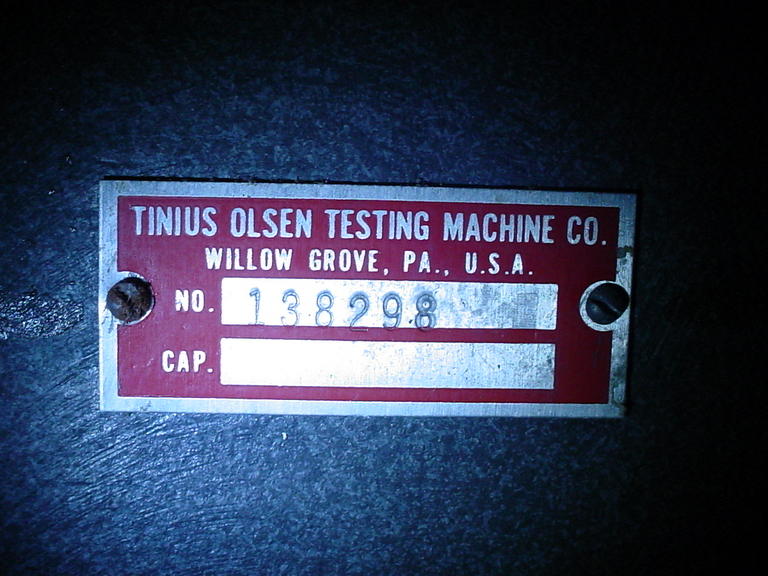 TINIUS OLSEN TESTING MACHINE CO.
WILLOW GROVE, PA., U.S.A.
NO. 138298
CAP.